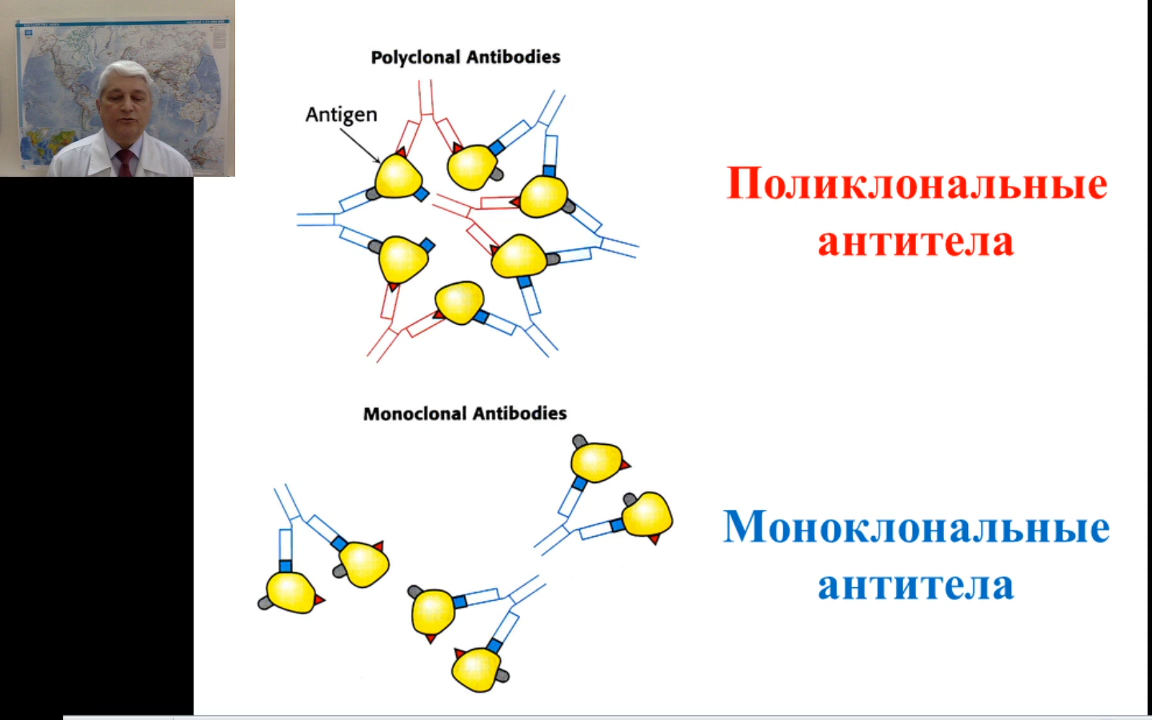 Polyclonal Antibodies
Antigen
Поликлональные
антитела
Monoclonal Antibodies
Моноклональные
антитела